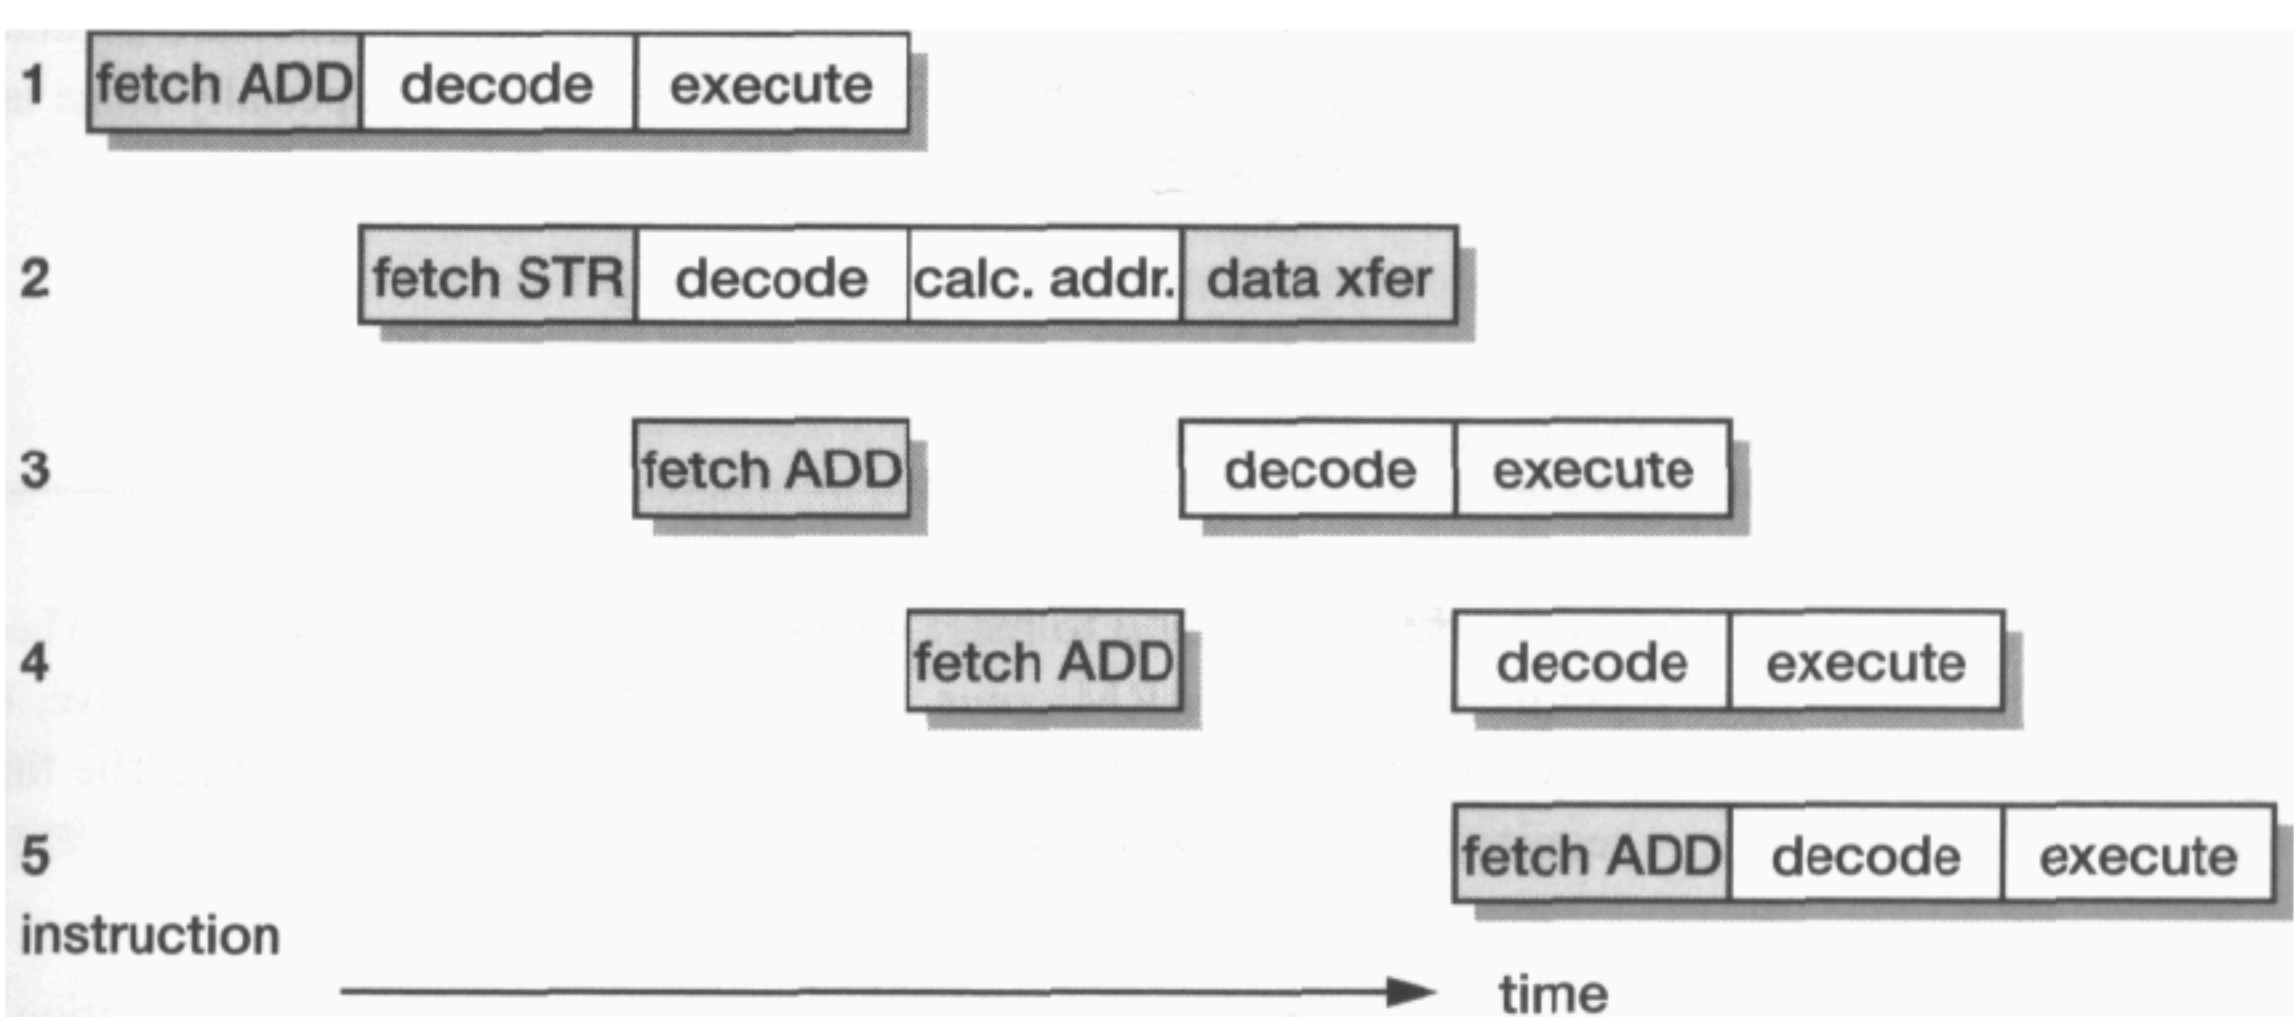 1 fetch ADD decode execute
2 fetch STR decode calc. addr. data xfer
3 fetch ADD decode execute
4 fetch ADD decode execute
5 fetch ADD decode execute
instruction
time